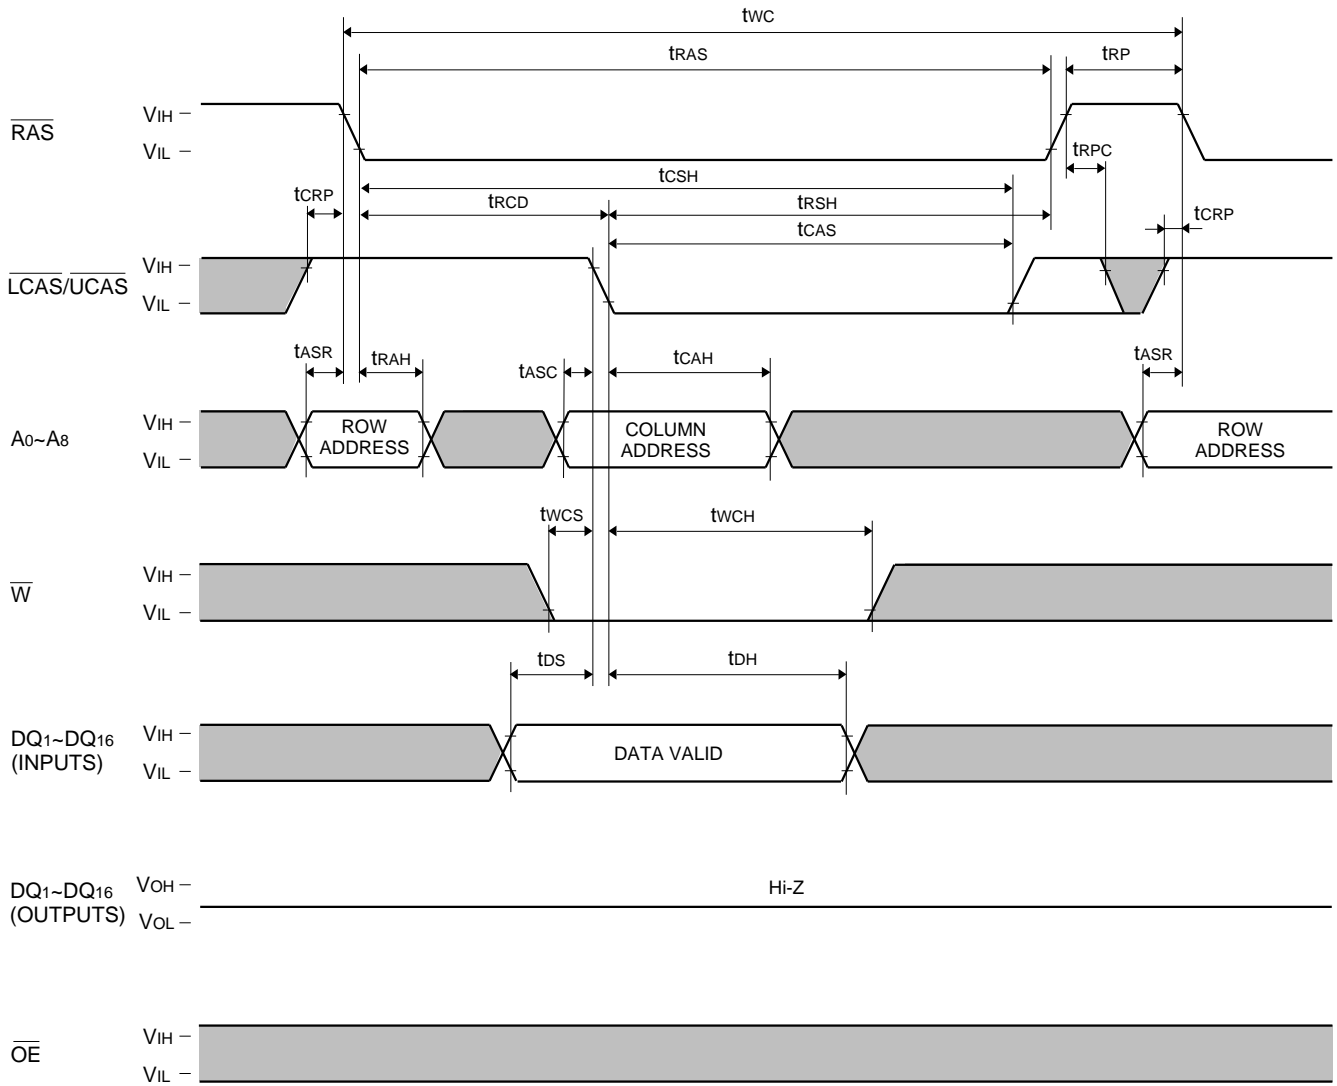 tWC
tRAS
tRP
RAS
VIH
VIL
tRPC
tCSH
tCRP
tRCD
tRSH
tCRP
tCAS
LCAS/UCAS
VIH
VIL
tASR
tRAH
tASC
tCAH
tASR
A0~A8
VIH
VIL
ROW
ADDRESS
COLUMN
ADDRESS
ROW
ADDRESS
tWCS
tWCH
W
VIH
VIL
tDS
tDH
DQ1~DQ16
(INPUTS)
VIH
VIL
DATA VALID
DQ1~DQ16
(OUTPUTS)
VOH
VOL
Hi-Z
OE
VIH
VIL